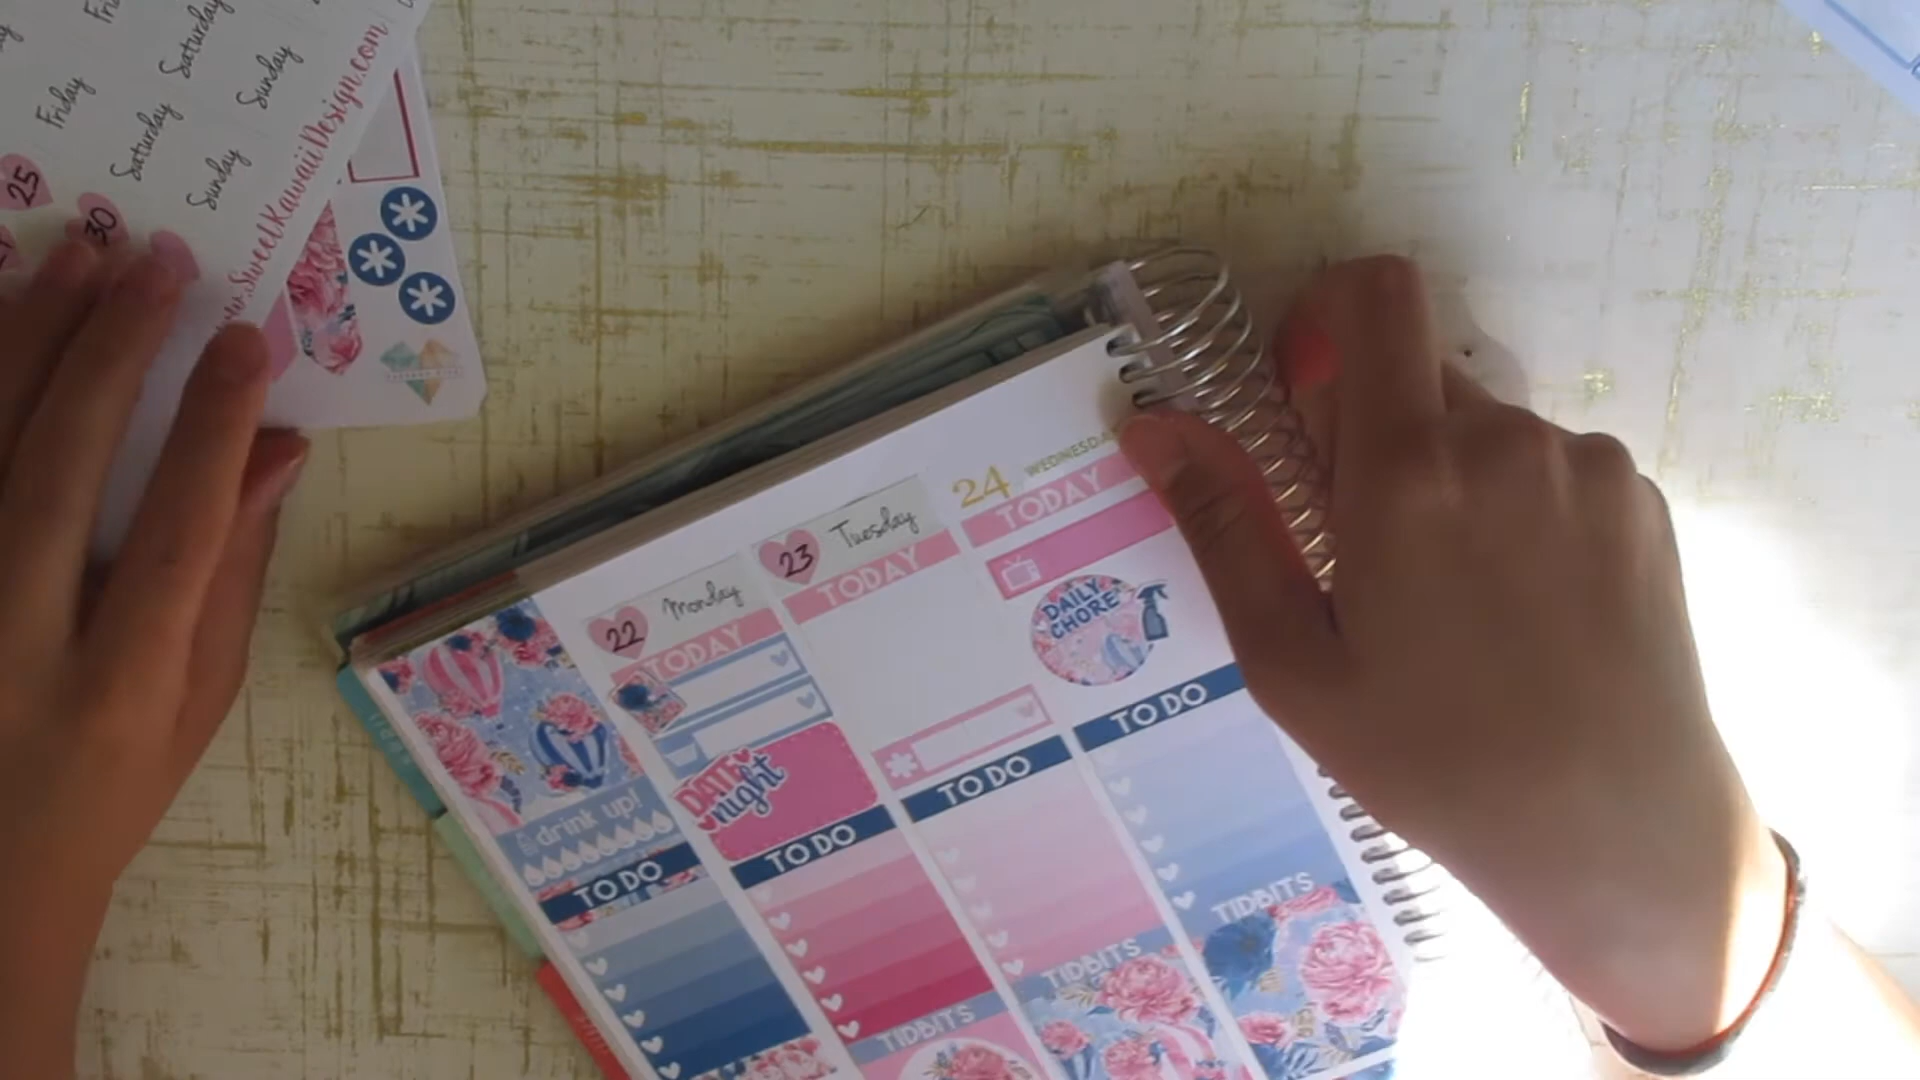 Friday
Saturday
Sunday
Friday
Saturday
Sunday
25
30
www.SweetKawaiiDesign.com
22 Monday
23 Tuesday
24 WEDNESDAY
TODAY
TODAY
TODAY
DAILY
CHORE
DATE
night
drink up!
TO DO
TO DO
TO DO
TO DO
TIDBITS
TIDBITS
TIDBITS